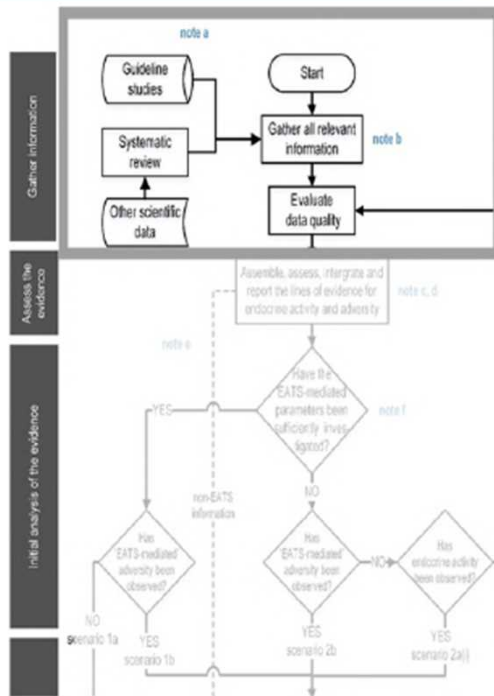 note a
Guideline
studies
Start
Gather information
Systematic
review
Gather all relevant
information
note b
Other scientific
data
Evaluate
data quality
Assess the
evidence
Assemble, assess, intergrate and
report the lines of evidence for
endocrine activity and adversity
note c, d
note e
Initial analysis of the evidence
Have the
'EATS-mediated'
parameters been
sufficiently inves-
tigated?
note f
YES
NO
non-EATS
information
Has
'EATS-mediated'
adversity been
observed?
Has
'EATS-mediated'
adversity been
observed?
NO
Has
endocrine activity
been observed?
NO
scenario 1a
YES
scenario 1b
YES
scenario 2b
YES
scenario 2a(i)